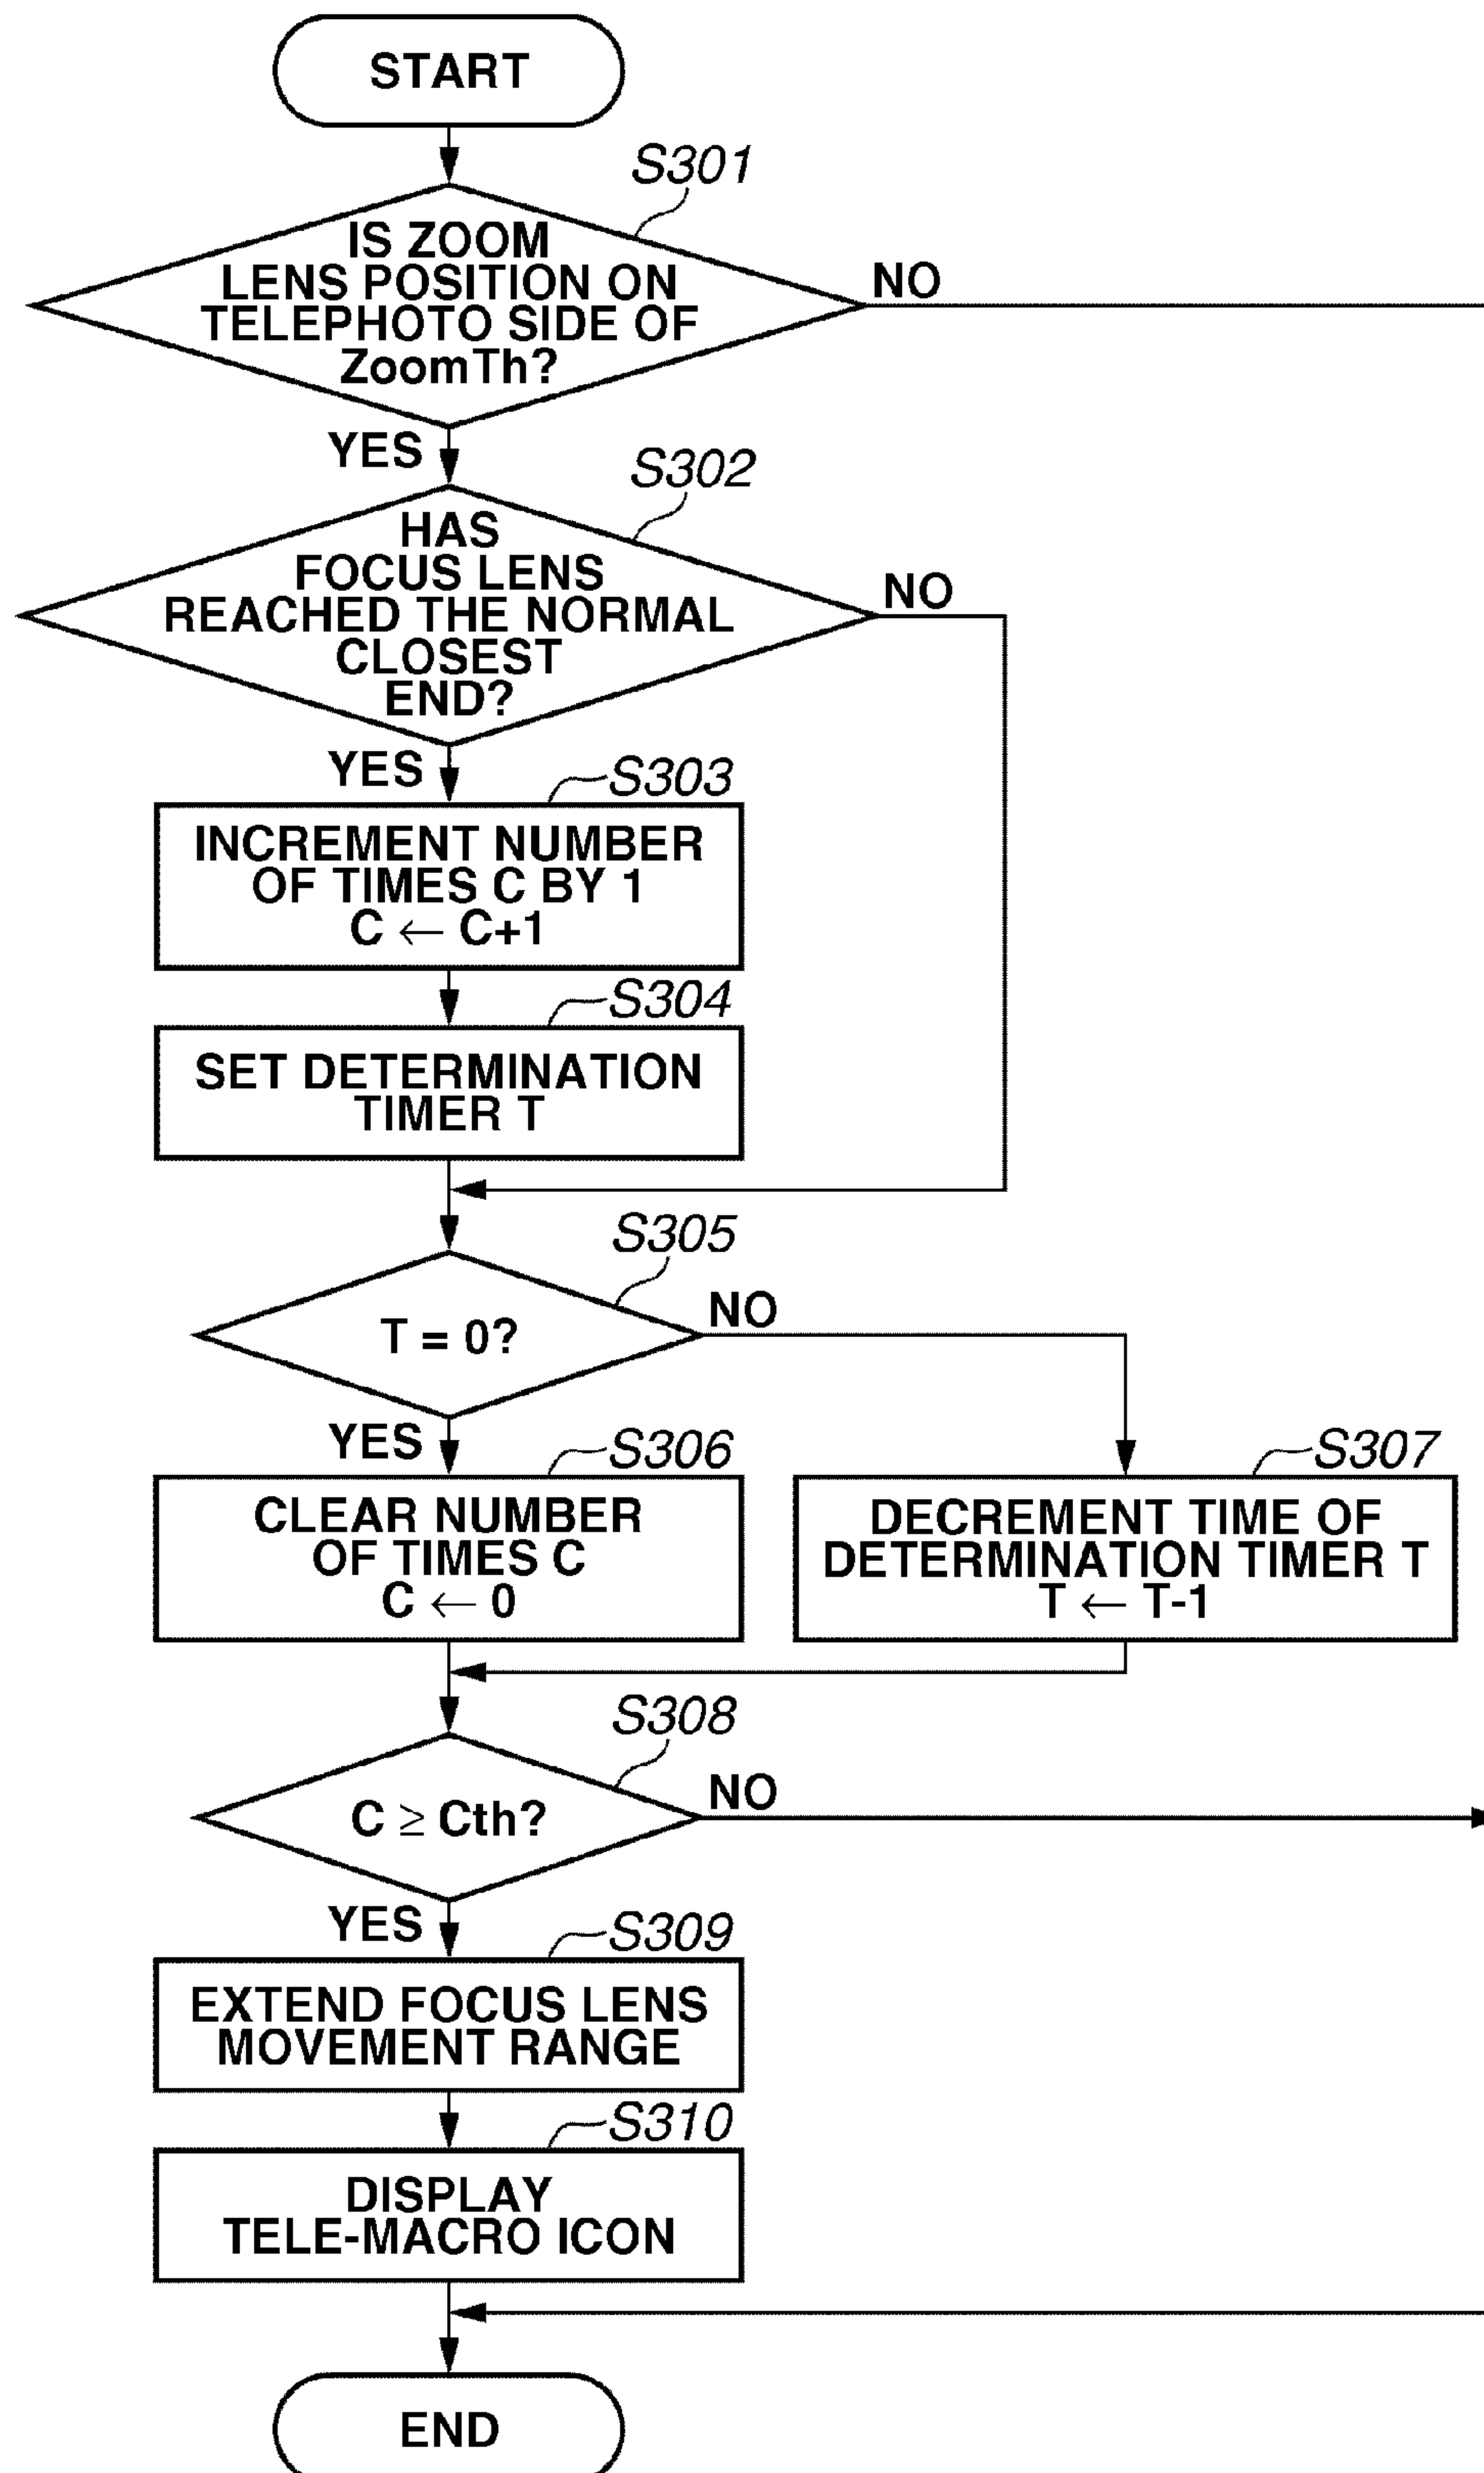 START
S301
IS ZOOM
LENS POSITION ON
TELEPHOTO SIDE OF
ZoomTh?
NO
YES
S302
HAS
FOCUS LENS
REACHED THE NORMAL
CLOSEST
END?
NO
YES
S303
INCREMENT NUMBER
OF TIMES C BY 1
C ← C+1
S304
SET DETERMINATION
TIMER T
S305
T = 0?
NO
YES
S306
CLEAR NUMBER
OF TIMES C
C ← 0
S307
DECREMENT TIME OF
DETERMINATION TIMER T
T ← T-1
S308
C ≥ Cth?
NO
YES
S309
EXTEND FOCUS LENS
MOVEMENT RANGE
S310
DISPLAY
TELE-MACRO ICON
END